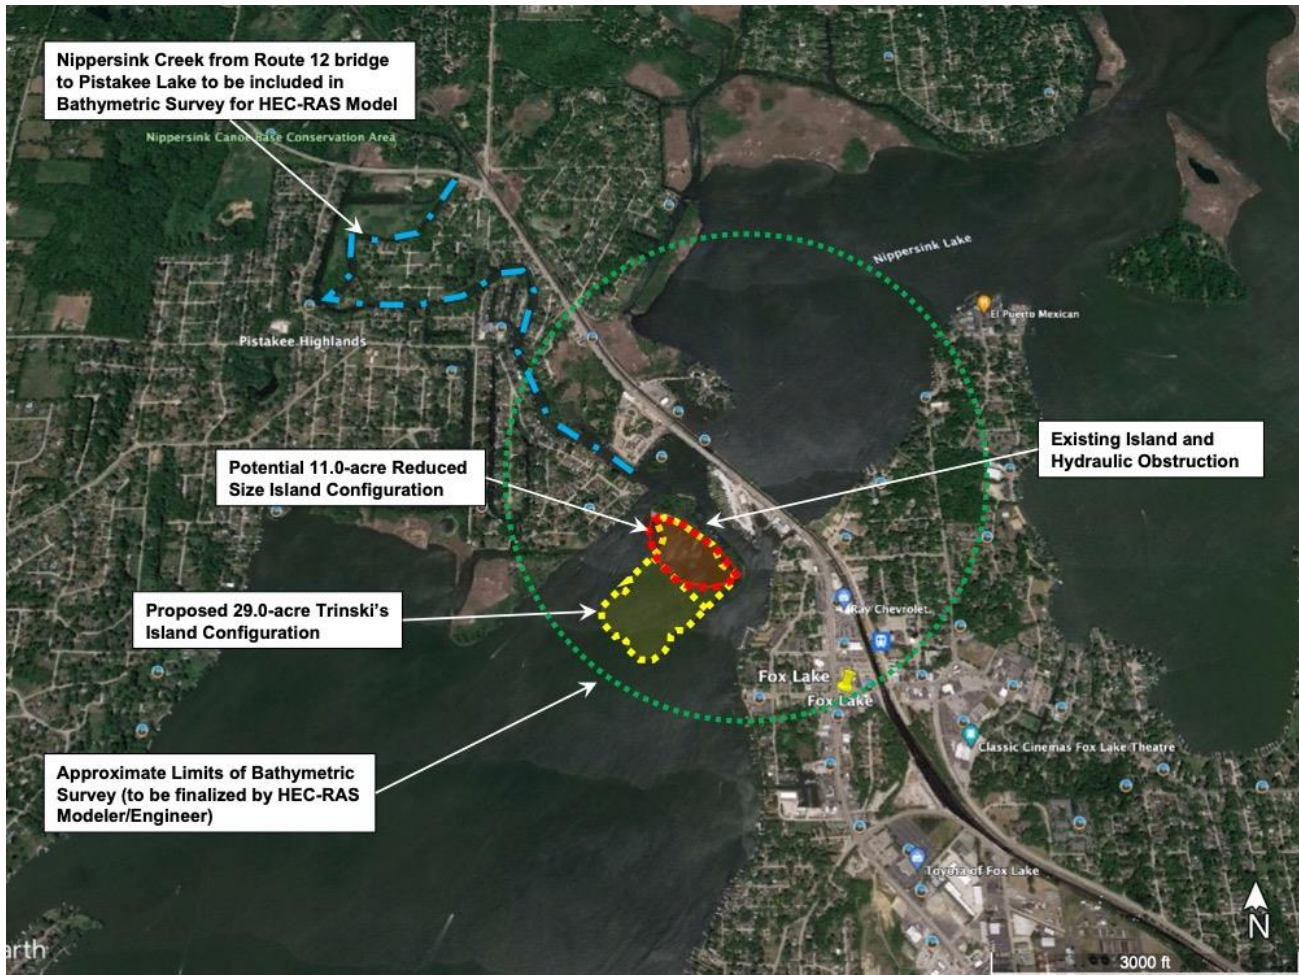 Nippersink Creek from Route 12 bridge
to Pistakee Lake to be included in
Bathymetric Survey for HEC-RAS Model
Nippersink Canoe Base Conservation Area
Nippersink Lake
El Puerto Mexican
Pistakee Highlands
Existing Island and
Hydraulic Obstruction
Potential 11.0-acre Reduced
Size Island Configuration
Proposed 29.0-acre Trinski's
Island Configuration
Ray Chevrolet
Fox Lake
Fox Lake
Classic Cinemas Fox Lake Theatre
Approximate Limits of Bathymetric
Survey (to be finalized by HEC-RAS
Modeler/Engineer)
Toyota of Fox Lake
N
arth
3000 ft